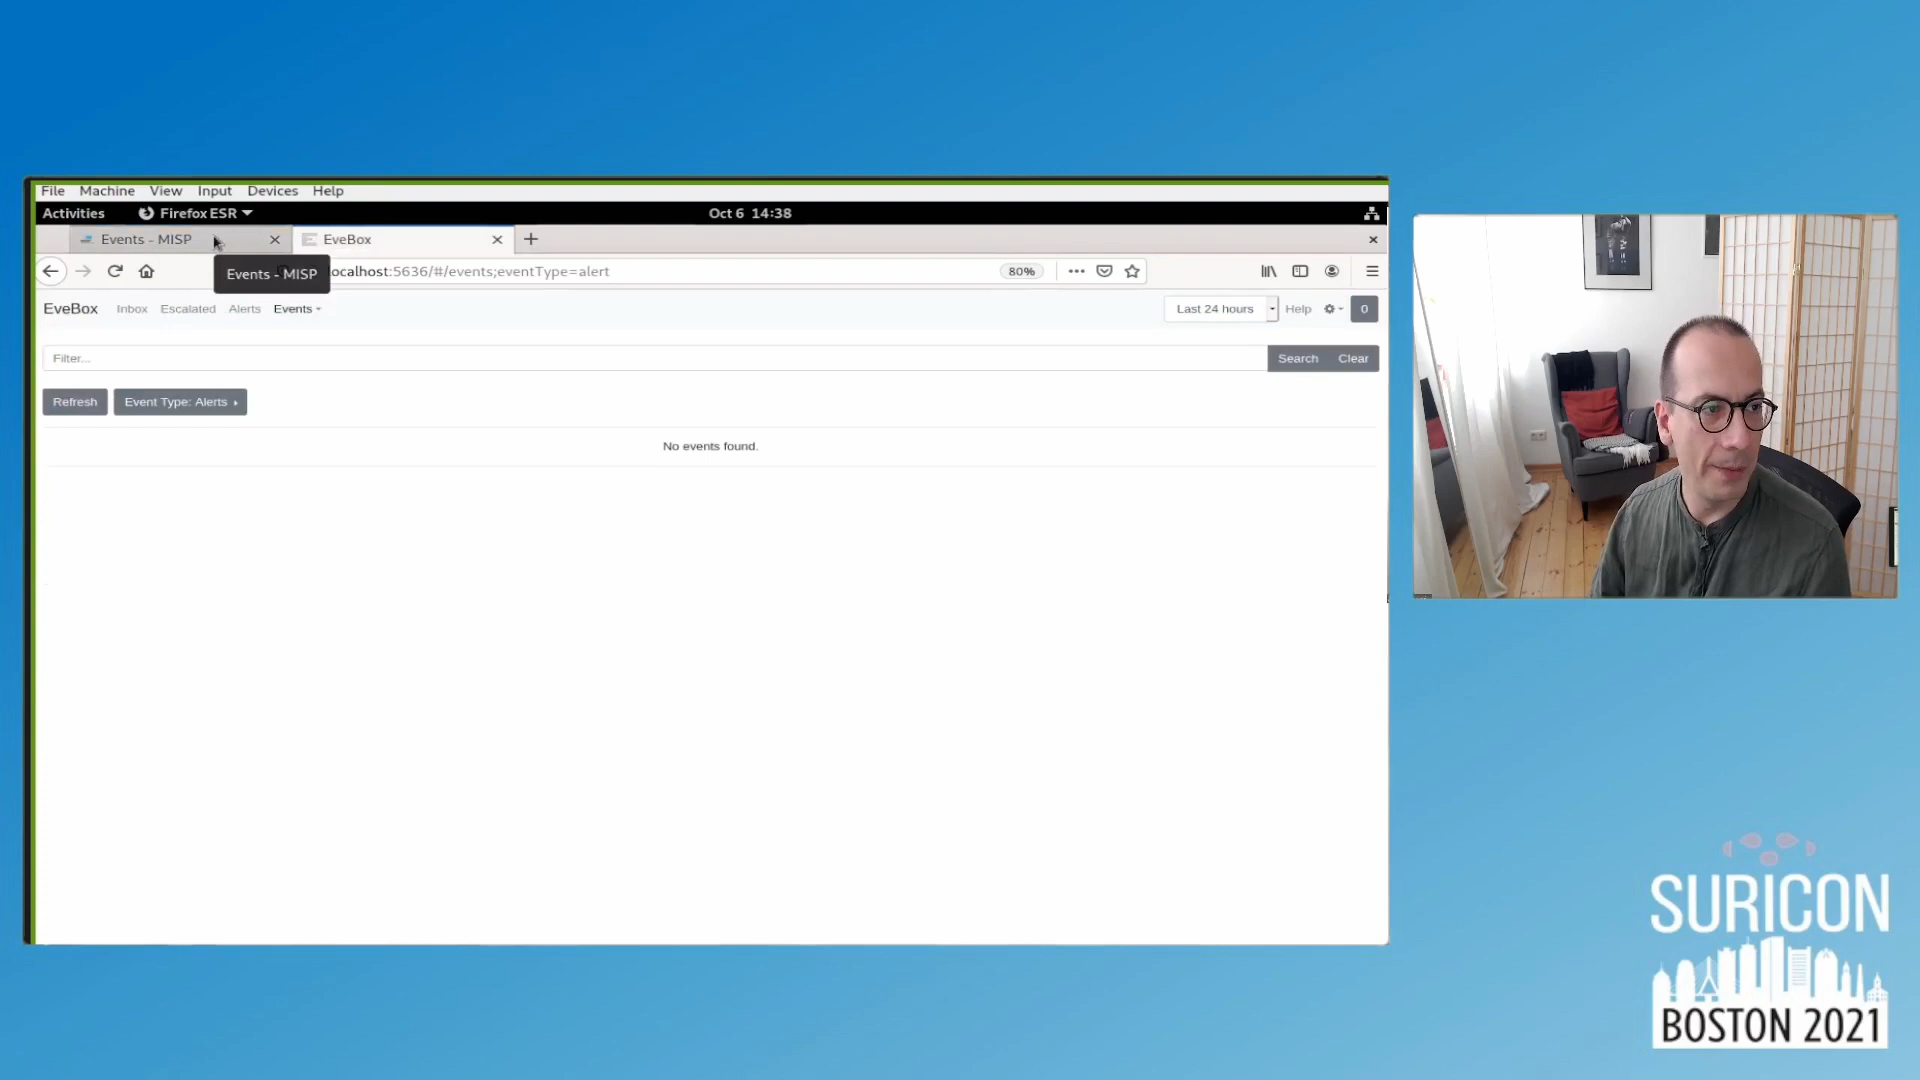 File Machine View Input Devices Help
Activities Firefox ESR Oct 6 14:38
Events - MISP EveBox
localhost:5636/#/events;eventType=alert 80%
Events - MISP
EveBox Inbox Escalated Alerts Events Last 24 hours Help 0
Filter... Search Clear
Refresh Event Type: Alerts
No events found.
SURICON
BOSTON 2021